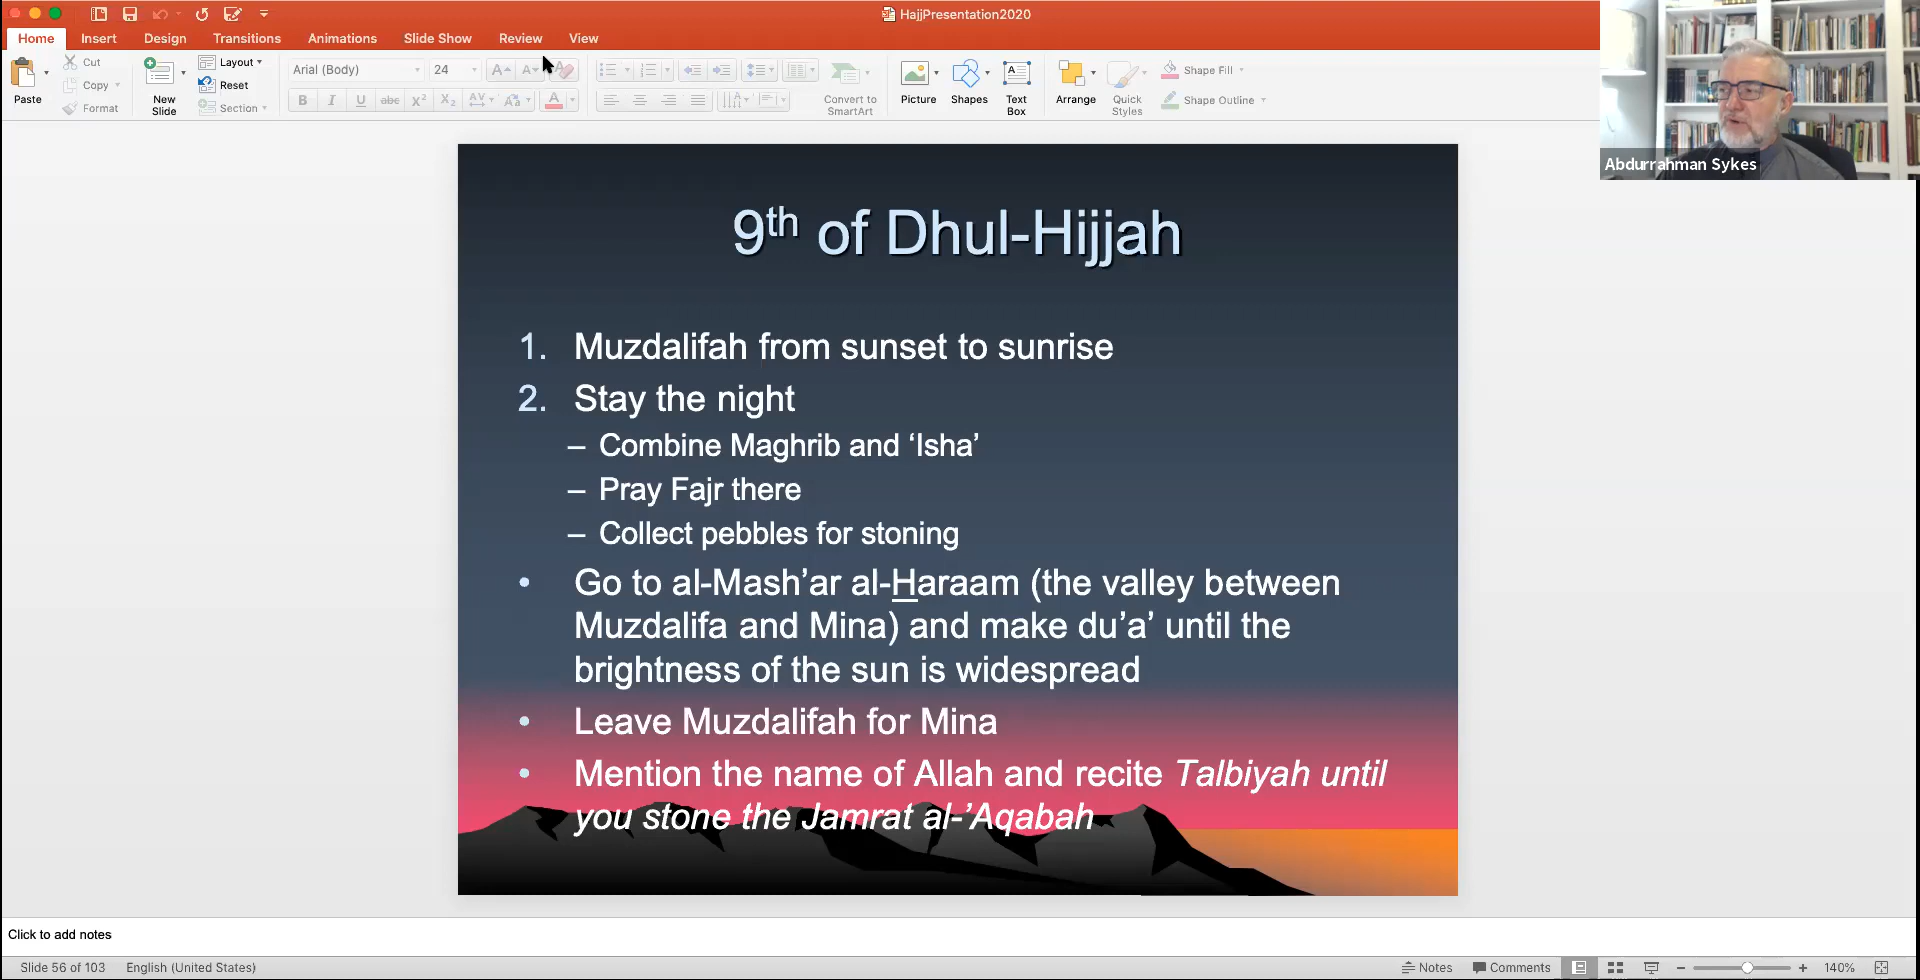 HajjPresentation2020
Home Insert Design Transitions Animations Slide Show Review View
Paste
Cut
Copy
Format
New
Slide
Layout
Reset
Section
Arial (Body) 24
A A
B I U abc X² X₂ AV Aa A
Convert to
SmartArt
Picture
Shapes
Text
Box
Arrange
Quick
Styles
Shape Fill
Shape Outline
Abdurrahman Sykes
9th of Dhul-Hijjah
1. Muzdalifah from sunset to sunrise
2. Stay the night
– Combine Maghrib and ‘Isha’
– Pray Fajr there
– Collect pebbles for stoning
• Go to al-Mash’ar al-Haraam (the valley between
Muzdalifa and Mina) and make du’a’ until the
brightness of the sun is widespread
• Leave Muzdalifah for Mina
• Mention the name of Allah and recite Talbiyah until
you stone the Jamrat al-’Aqabah
Click to add notes
Slide 56 of 103 English (United States) Notes Comments 140%